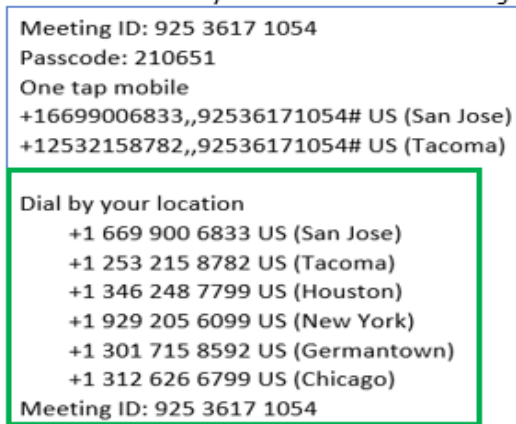 Meeting ID: 925 3617 1054
Passcode: 210651
One tap mobile
+16699006833,,92536171054# US (San Jose)
+12532158782,,92536171054# US (Tacoma)
Dial by your location
+1 669 900 6833 US (San Jose)
+1 253 215 8782 US (Tacoma)
+1 346 248 7799 US (Houston)
+1 929 205 6099 US (New York)
+1 301 715 8592 US (Germantown)
+1 312 626 6799 US (Chicago)
Meeting ID: 925 3617 1054